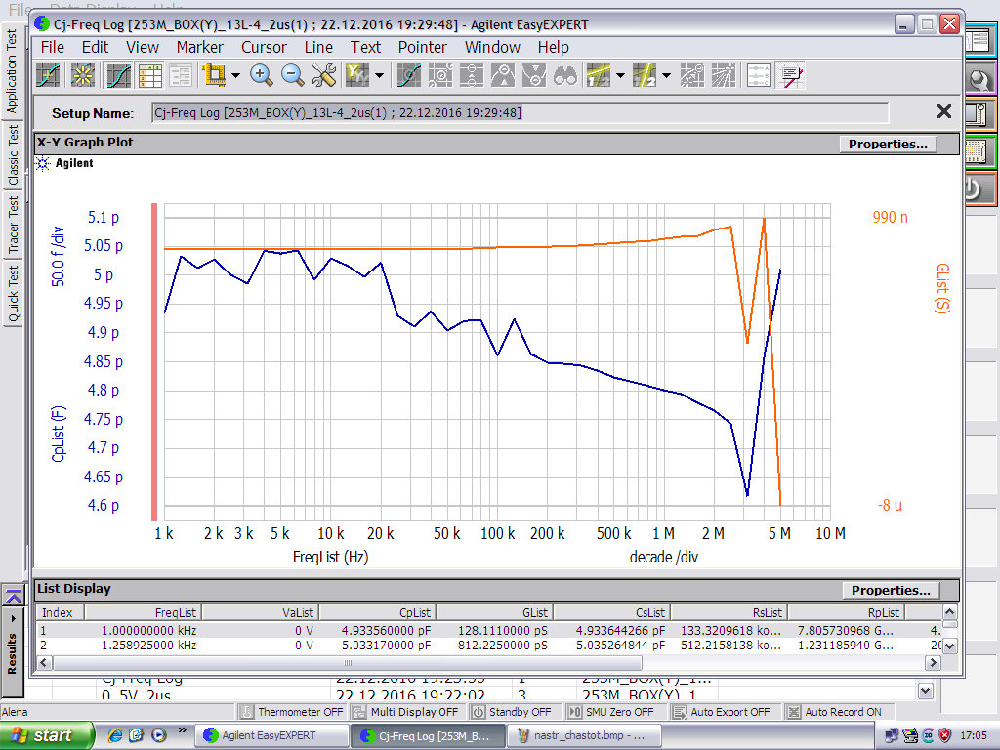 File Data Display Help
Cj-Freq Log [253M_BOX(Y)_13L-4_2us(1) ; 22.12.2016 19:29:48] - Agilent EasyEXPERT
File Edit View Marker Cursor Line Text Pointer Window Help
Application Test
Classic Test
Tracer Test
Quick Test
Results
Setup Name: Cj-Freq Log [253M_BOX(Y)_13L-4_2us(1) ; 22.12.2016 19:29:48]
X-Y Graph Plot Properties...
Agilent
50.0 f /div
CpList (F)
5.1 p
5.05 p
5 p
4.95 p
4.9 p
4.85 p
4.8 p
4.75 p
4.7 p
4.65 p
4.6 p
990 n
GList (S)
-8 u
1 k 2 k 3 k 5 k 10 k 20 k 50 k 100 k 200 k 500 k 1 M 2 M 5 M 10 M
FreqList (Hz) decade /div
List Display Properties...
Index FreqList VaList CpList GList CsList RsList RpList
1 1.000000000 kHz 0 V 4.933560000 pF 128.1110000 pS 4.933644266 pF 133.3209618 ko... 7.805730968 G... 4.
2 1.258925000 kHz 0 V 5.033170000 pF 812.2250000 pS 5.035264844 pF 512.2158138 ko... 1.231185940 G...
Cj-Freq Log 22.12.2016 19:23:55 1 253M_BOX(Y)_1...
0_5V_2us 22.12.2016 19:22:02 3 253M_BOX(Y)_1
Alena Thermometer OFF Multi Display OFF Standby OFF SMU Zero OFF Auto Export OFF Auto Record ON
start Agilent EasyEXPERT Cj-Freq Log [253M_B... nastr_chastot.bmp - ... 17:05